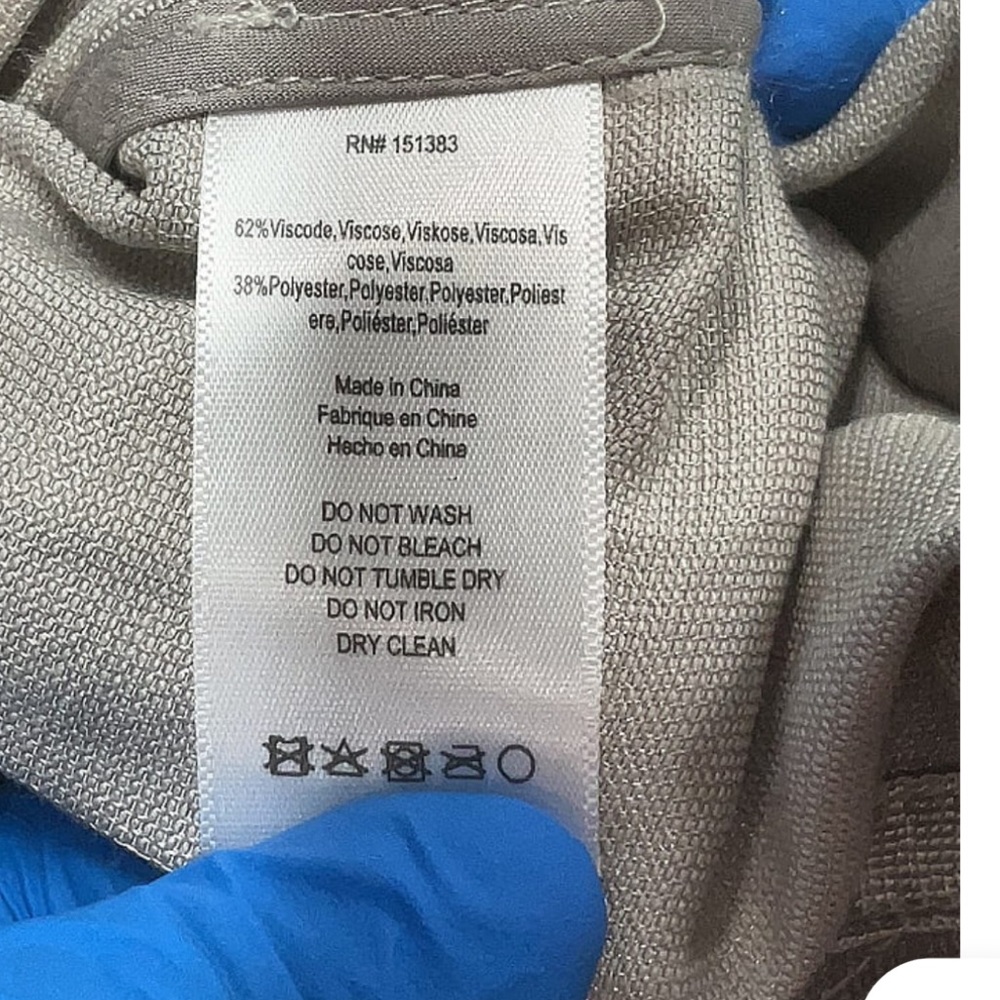 RN# 151383
62%Viscode,Viscose,Viskose,Viscosa,Vis
cose,Viscosa
38%Polyester,Polyester,Polyester,Poliest
ere,Poliéster,Poliéster
Made in China
Fabrique en Chine
Hecho en China
DO NOT WASH
DO NOT BLEACH
DO NOT TUMBLE DRY
DO NOT IRON
DRY CLEAN